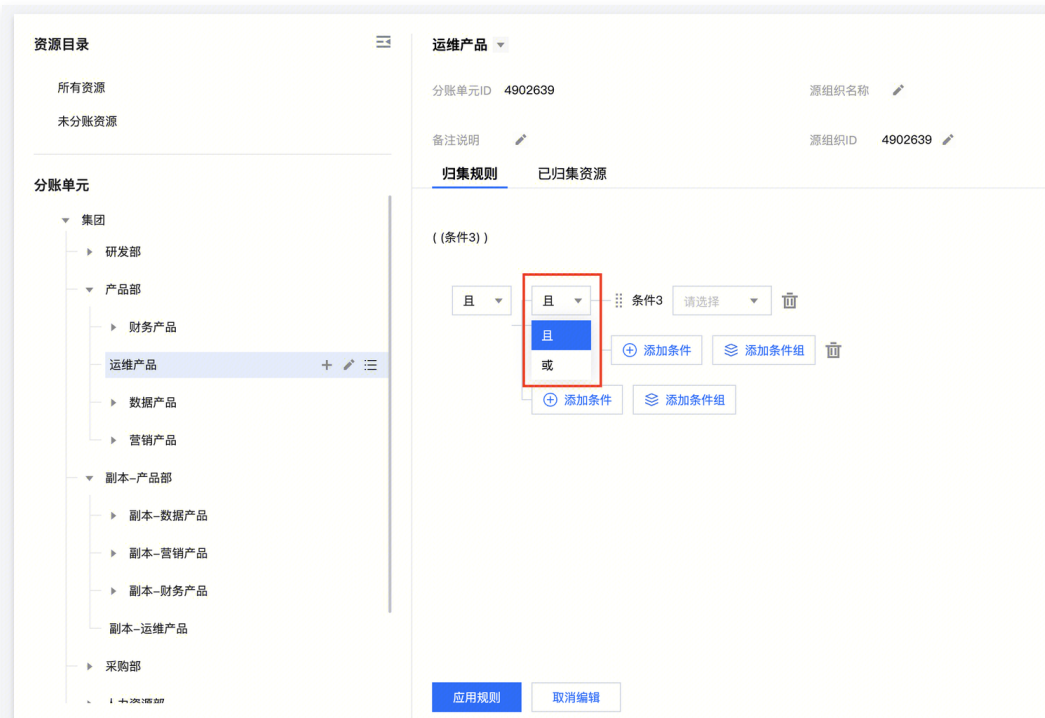 资源目录
所有资源
未分账资源
分账单元
集团
研发部
产品部
财务产品
运维产品
数据产品
营销产品
副本–产品部
副本–数据产品
副本–营销产品
副本–财务产品
副本–运维产品
采购部
人力资源部
运维产品
分账单元ID 4902639 源组织名称
备注说明 源组织ID 4902639
归集规则 已归集资源
( (条件3) )
且 且 条件3 请选择
且 添加条件 添加条件组
或
添加条件 添加条件组
应用规则 取消编辑